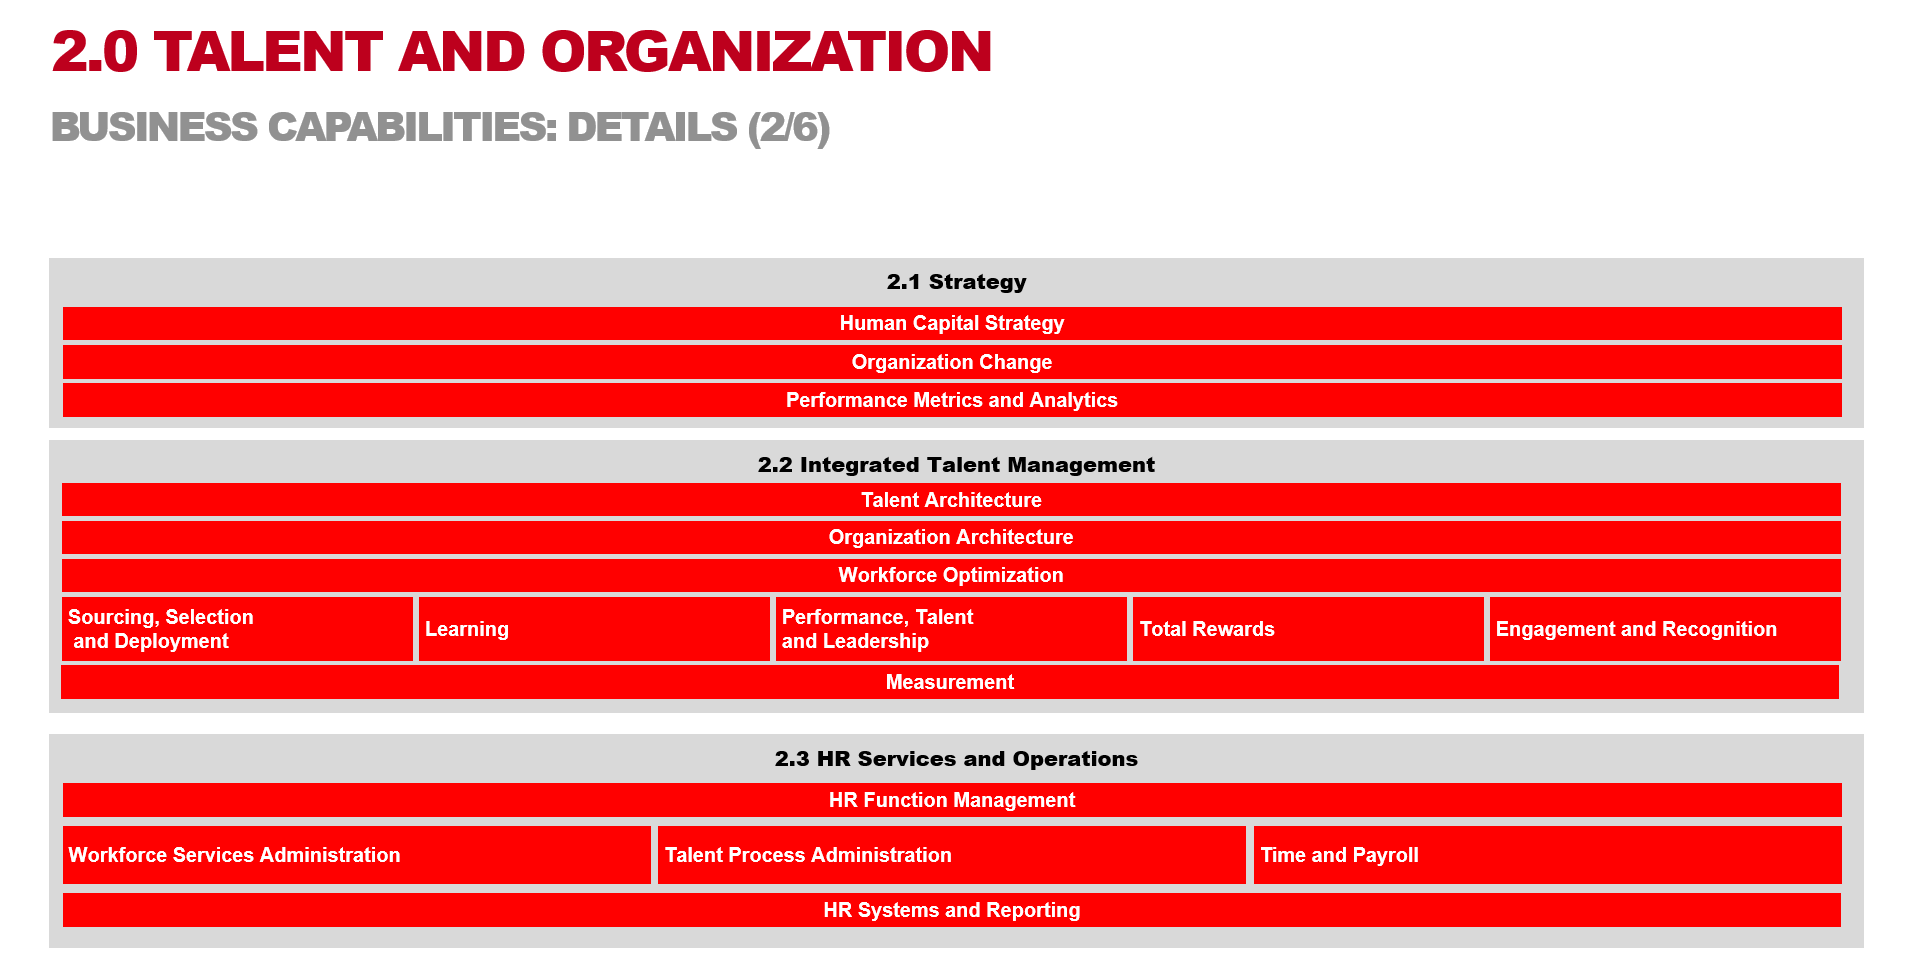 2.0 TALENT AND ORGANIZATION
BUSINESS CAPABILITIES: DETAILS (2/6)
2.1 Strategy
Human Capital Strategy
Organization Change
Performance Metrics and Analytics
2.2 Integrated Talent Management
Talent Architecture
Organization Architecture
Workforce Optimization
Sourcing, Selection
and Deployment
Learning
Performance, Talent
and Leadership
Total Rewards
Engagement and Recognition
Measurement
2.3 HR Services and Operations
HR Function Management
Workforce Services Administration
Talent Process Administration
Time and Payroll
HR Systems and Reporting